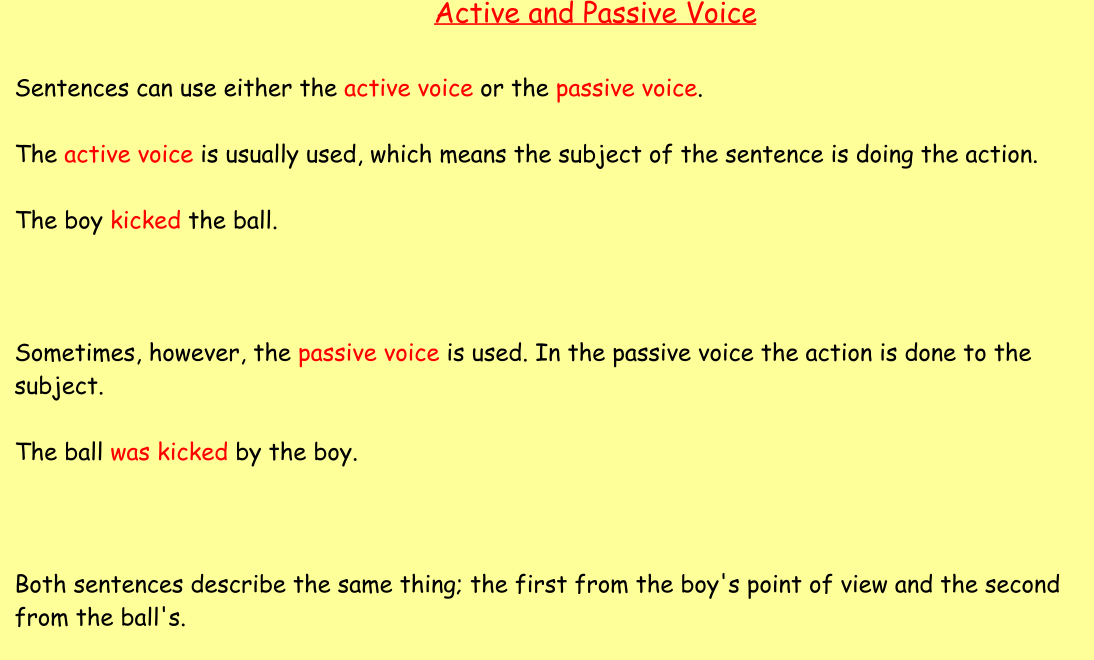 Active and Passive Voice
Sentences can use either the active voice or the passive voice.
The active voice is usually used, which means the subject of the sentence is doing the action.
The boy kicked the ball.
Sometimes, however, the passive voice is used. In the passive voice the action is done to the
subject.
The ball was kicked by the boy.
Both sentences describe the same thing; the first from the boy's point of view and the second
from the ball's.